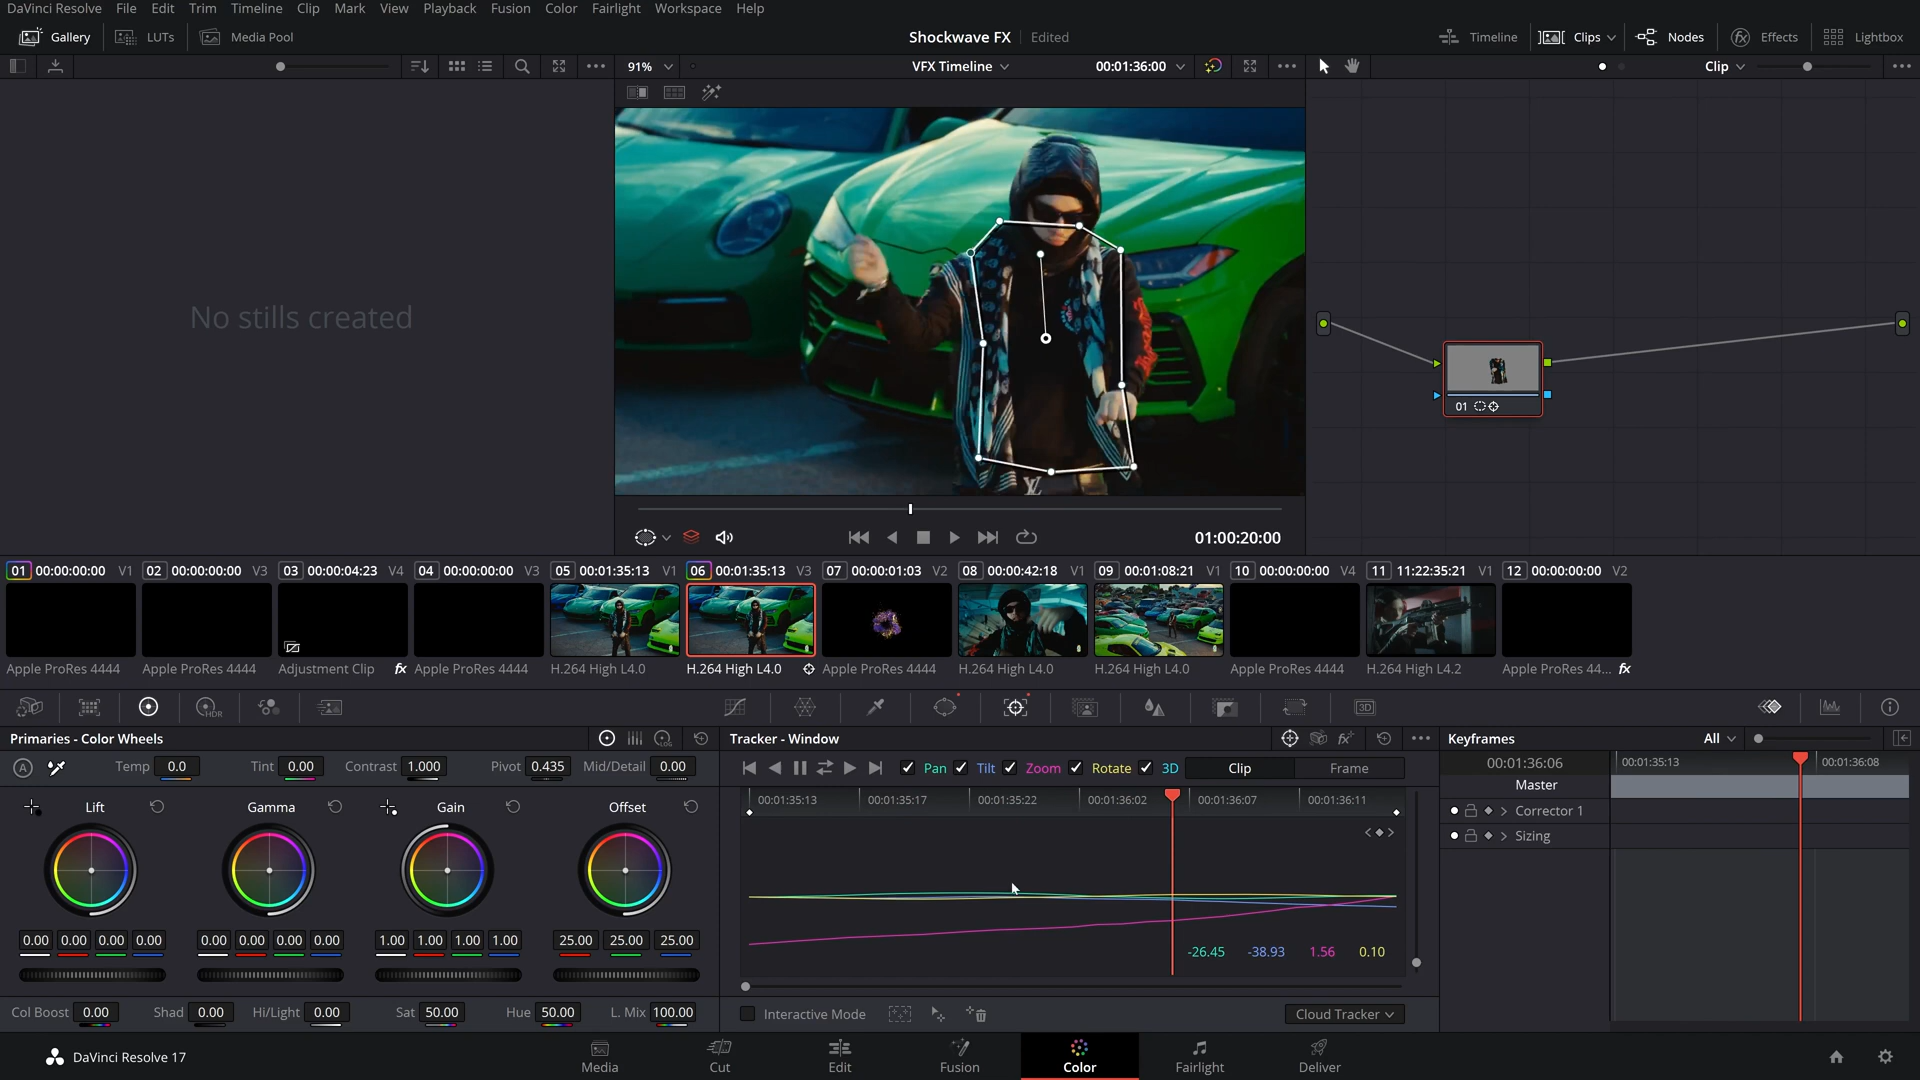 DaVinci Resolve File Edit Trim Timeline Clip Mark View Playback Fusion Color Fairlight Workspace Help
Gallery LUTs Media Pool Shockwave FX Edited Timeline Clips Nodes Effects Lightbox
91% VFX Timeline 00:01:36:00 Clip
No stills created
01
01:00:20:00
01 00:00:00:00 V1 02 00:00:00:00 V3 03 00:00:04:23 V4 04 00:00:00:00 V3 05 00:01:35:13 V1 06 00:01:35:13 V3 07 00:00:01:03 V2 08 00:00:42:18 V1 09 00:01:08:21 V1 10 00:00:00:00 V4 11 11:22:35:21 V1 12 00:00:00:00 V2
Apple ProRes 4444 Apple ProRes 4444 Adjustment Clip fx Apple ProRes 4444 H.264 High L4.0 H.264 High L4.0 Apple ProRes 4444 H.264 High L4.0 H.264 High L4.0 Apple ProRes 4444 H.264 High L4.2 Apple ProRes 44... fx
HDR 3D
Primaries - Color Wheels LOG Tracker - Window fx Keyframes All
A Temp 0.0 Tint 0.00 Contrast 1.000 Pivot 0.435 Mid/Detail 0.00 Pan Tilt Zoom Rotate 3D Clip Frame 00:01:36:06 00:01:35:13 00:01:36:08
Master
Lift Gamma Gain Offset 00:01:35:13 00:01:35:17 00:01:35:22 00:01:36:02 00:01:36:07 00:01:36:11 Corrector 1
Sizing
0.00 0.00 0.00 0.00 0.00 0.00 0.00 0.00 1.00 1.00 1.00 1.00 25.00 25.00 25.00 -26.45 -38.93 1.56 0.10
Col Boost 0.00 Shad 0.00 Hi/Light 0.00 Sat 50.00 Hue 50.00 L. Mix 100.00 Interactive Mode Cloud Tracker
DaVinci Resolve 17 Media Cut Edit Fusion Color Fairlight Deliver